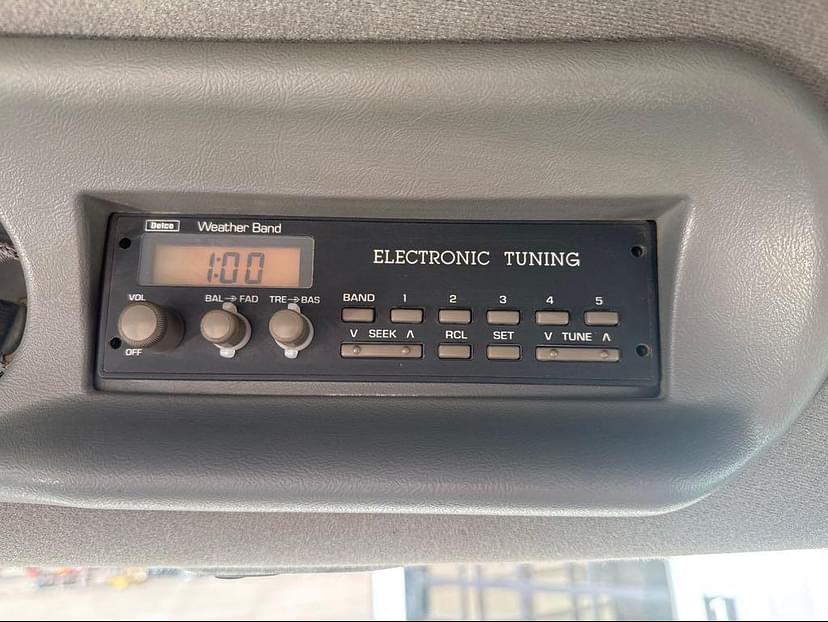 Delco Weather Band
1:00
ELECTRONIC TUNING
VOL BAL FAD TRE BAS BAND 1 2 3 4 5
OFF V SEEK Λ RCL SET V TUNE Λ